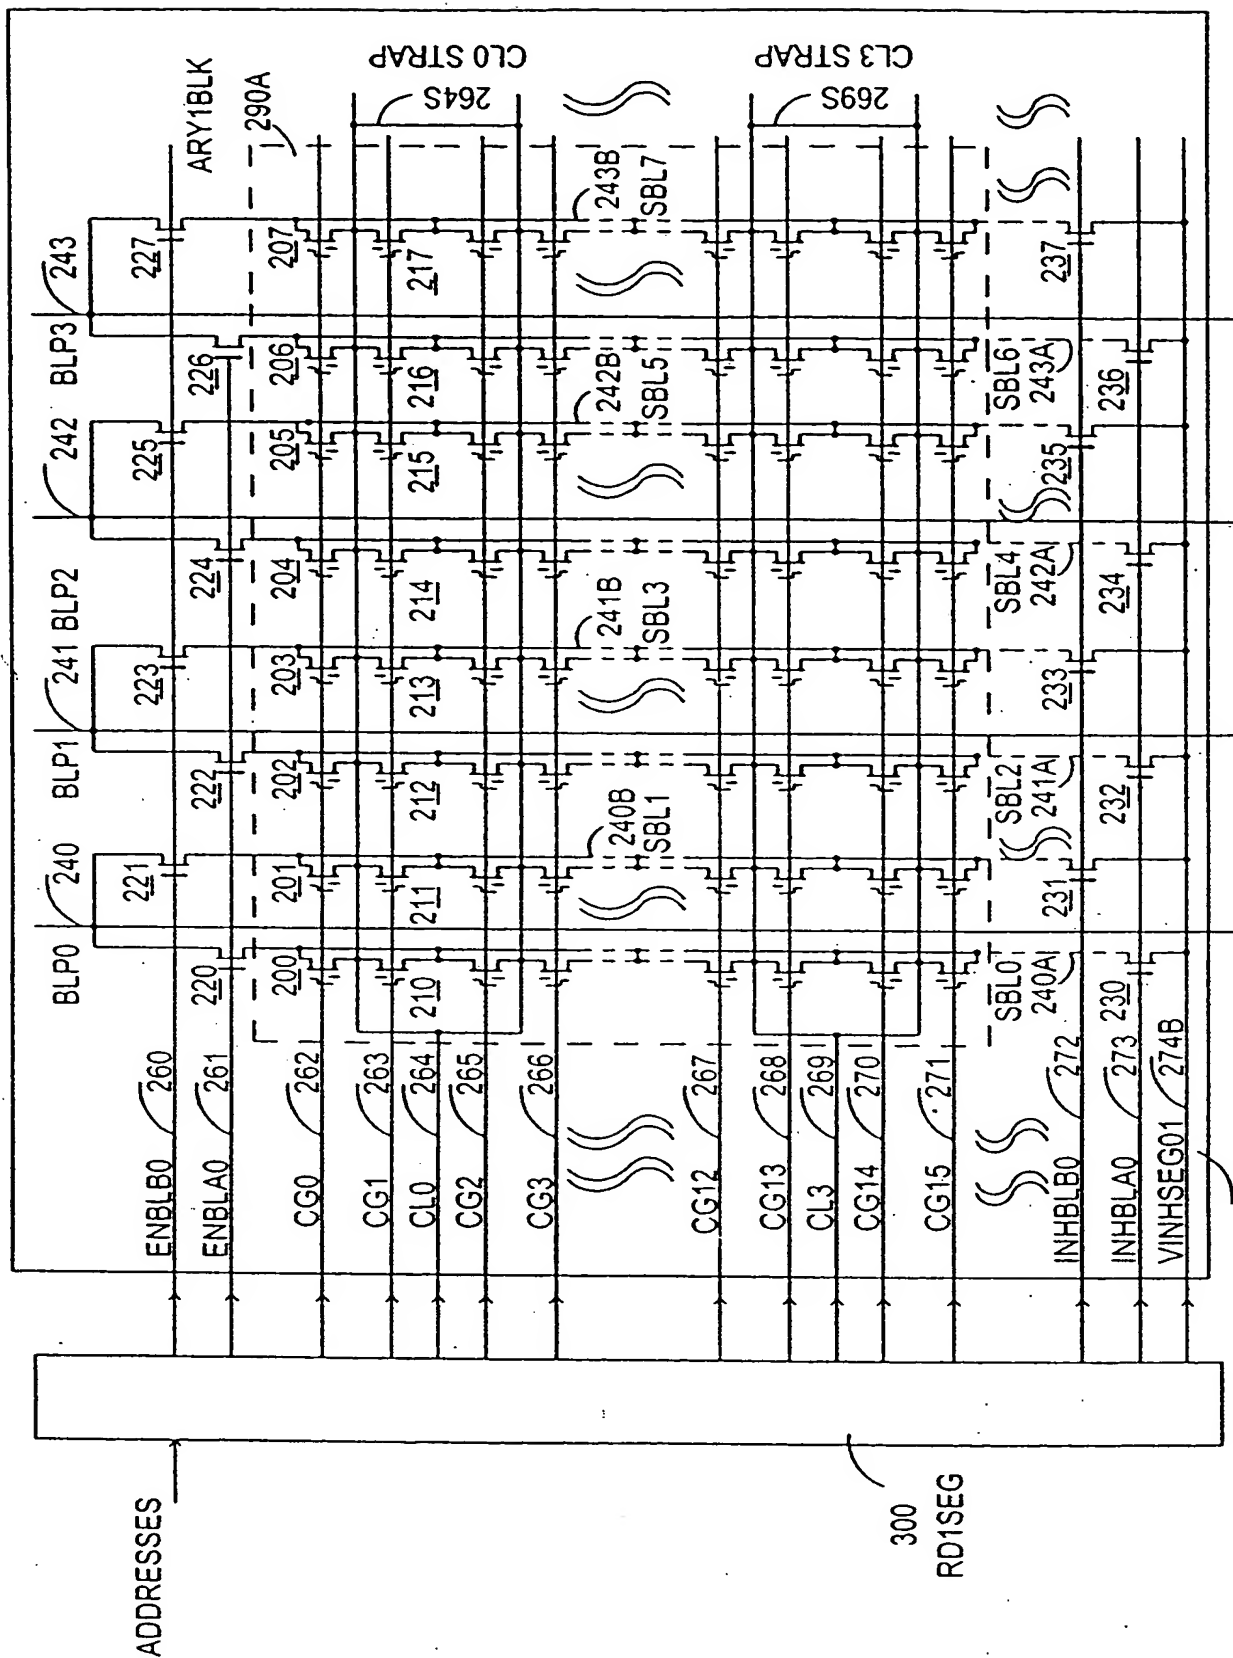 BLP0 240 BLP1 241 BLP2 242 BLP3 243
ADDRESSES
ENBLB0 260 221 223 225 227 ARY1BLK
ENBLA0 261 220 222 224 226 290A
CG0 262 200 201 202 203 204 205 206 207
CG1 263
CL0 264 210 211 212 213 214 215 216 217
CL0 STRAP
264S
CG2 265
CG3 266
240B 241B 242B 243B
SBL1 SBL3 SBL5 SBL7
CG12 267
CG13 268
CL3 269
CL3 STRAP
269S
CG14 270
CG15 271
300
RD1SEG
SBL0 SBL2 SBL4 SBL6
240A 241A 242A 243A
INHBLB0 272 231 233 235 237
INHBLA0 273 230 232 234 236
VINHSEG01 274B